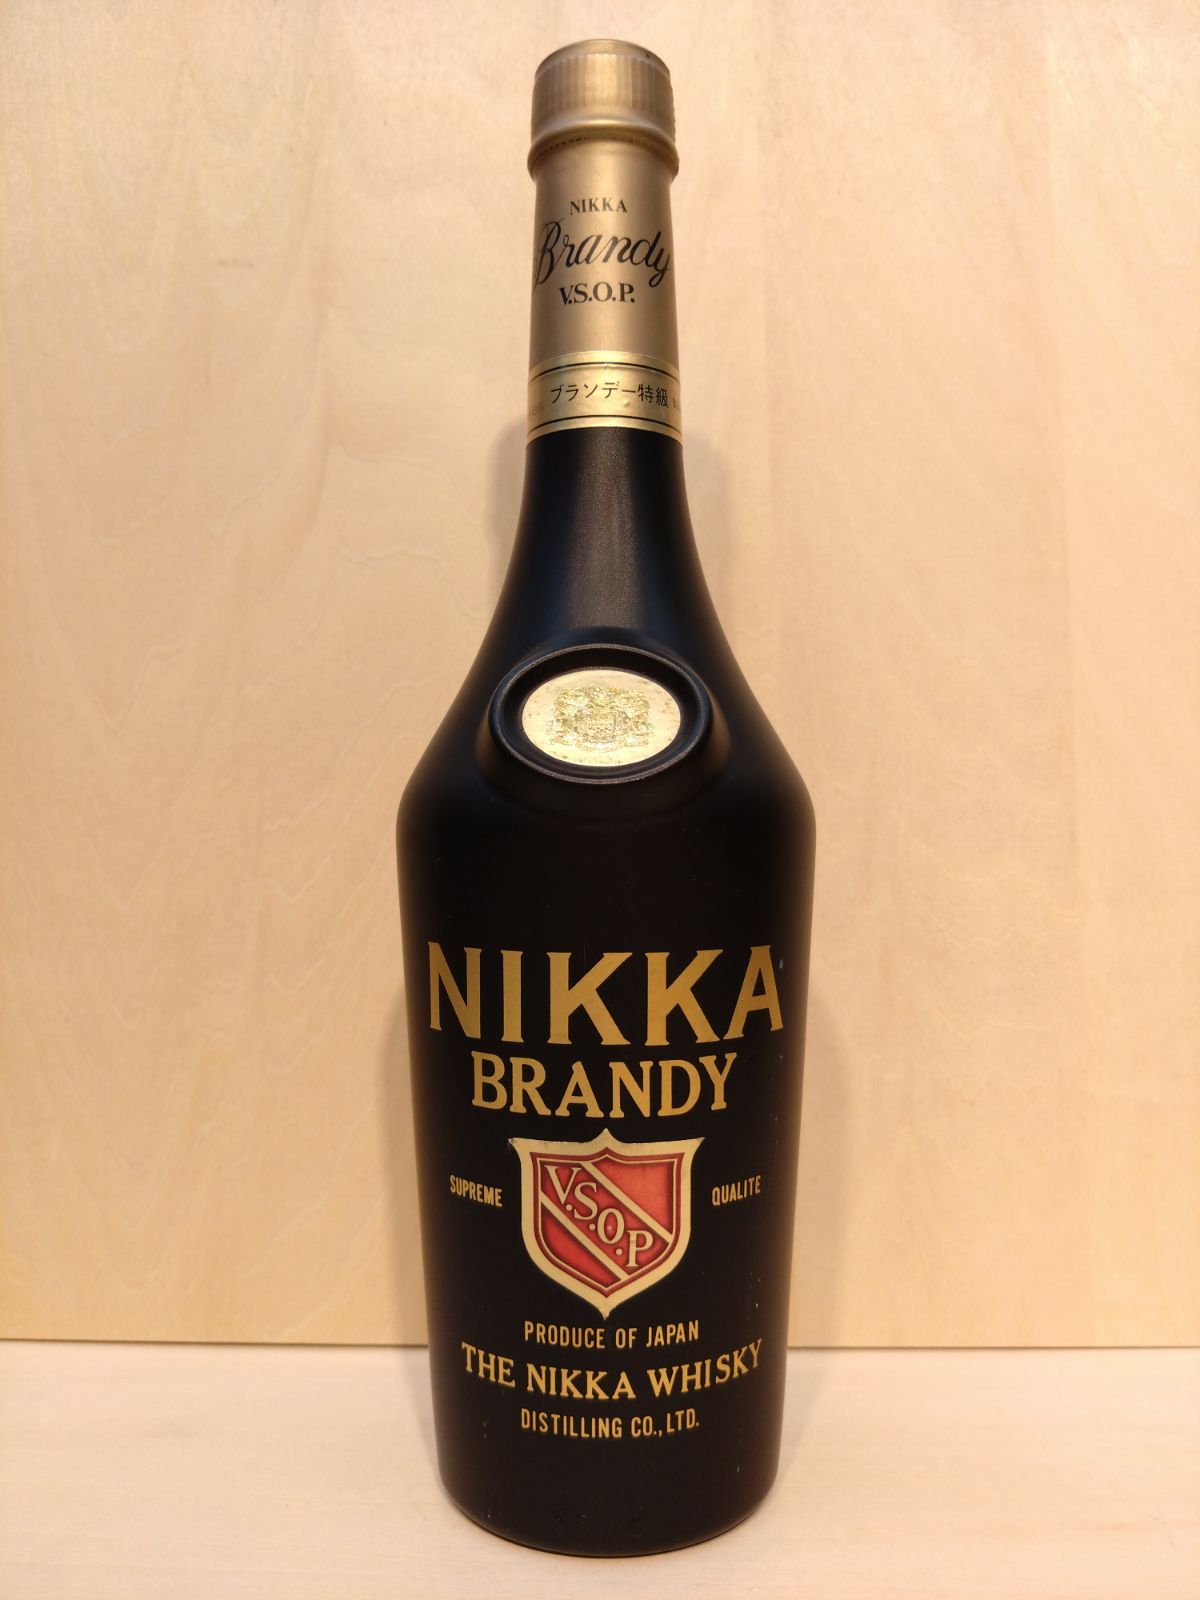 NIKKA
Brandy
V.S.O.P.
ブランデー特級
NIKKA
BRANDY
SUPREME
QUALITE
V.S.O.P
PRODUCE OF JAPAN
THE NIKKA WHISKY
DISTILLING CO.,LTD.